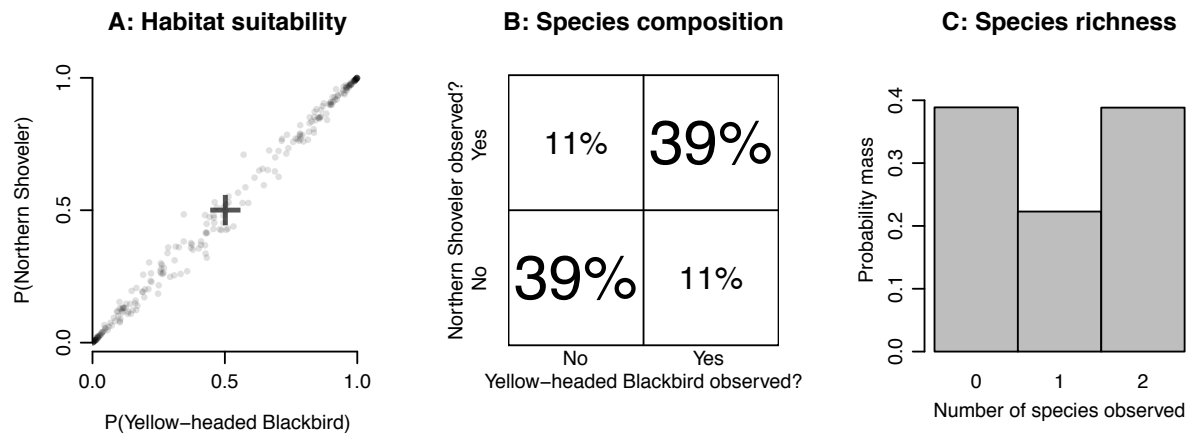 A: Habitat suitability
P(Northern Shoveler)
1.0
0.5
0.0
0.0
0.5
1.0
P(Yellow−headed Blackbird)
B: Species composition
Northern Shoveler observed?
Yes
No
11%
39%
39%
11%
No
Yes
Yellow−headed Blackbird observed?
C: Species richness
Probability mass
0.4
0.3
0.2
0.1
0.0
0
1
2
Number of species observed